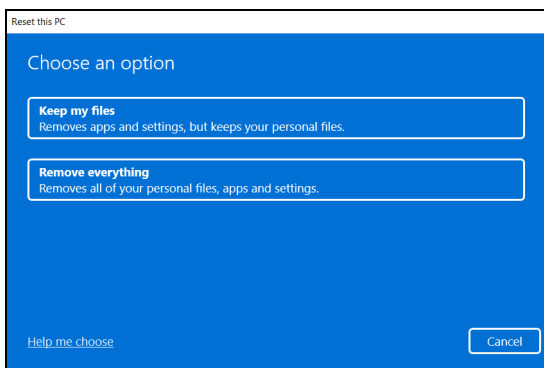 Reset this PC
Choose an option
Keep my files
Removes apps and settings, but keeps your personal files.
Remove everything
Removes all of your personal files, apps and settings.
Help me choose
Cancel